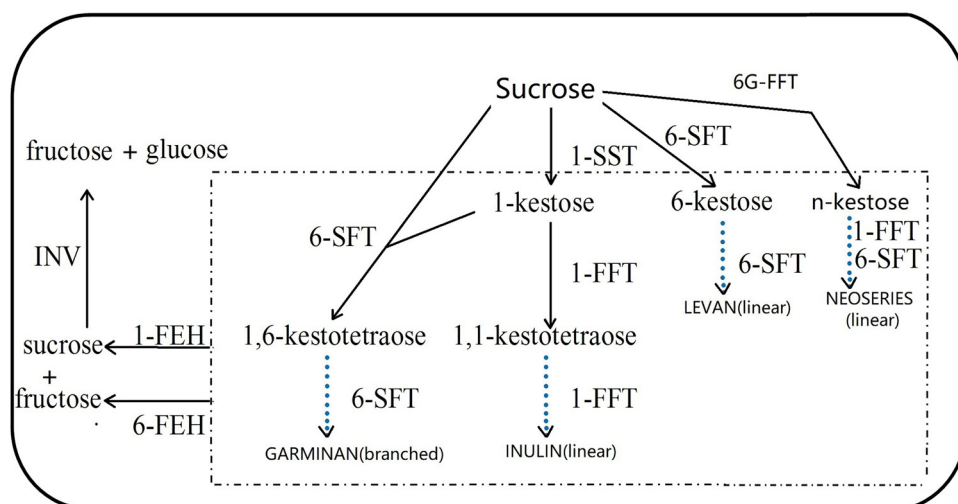 Sucrose
6G-FFT
6-SFT
1-SST
fructose + glucose
1-kestose
6-kestose
n-kestose
6-SFT
1-FFT
6-SFT
INV
1-FFT
6-SFT
LEVAN(linear)
NEOSERIES
(linear)
1,6-kestotetraose
1,1-kestotetraose
sucrose
1-FEH
+
fructose
6-FEH
6-SFT
1-FFT
GARMINAN(branched)
INULIN(linear)